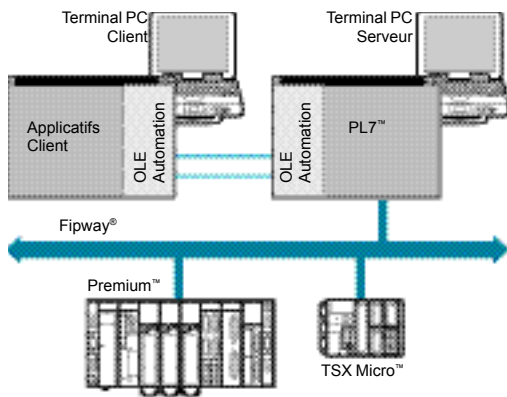 Terminal PC
Client
Terminal PC
Serveur
Applicatifs
Client
OLE
Automation
OLE
Automation
PL7™
Fipway®
Premium™
TSX Micro™